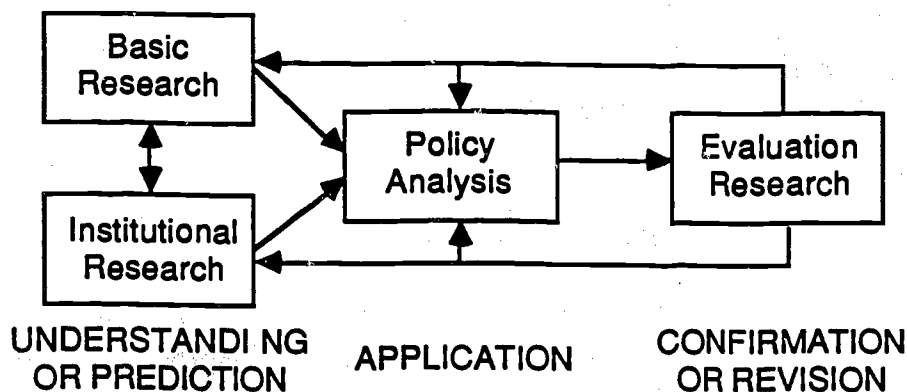 Basic
Research
Policy
Analysis
Evaluation
Research
Institutional
Research
UNDERSTANDI NG
OR PREDICTION
APPLICATION
CONFIRMATION
OR REVISION